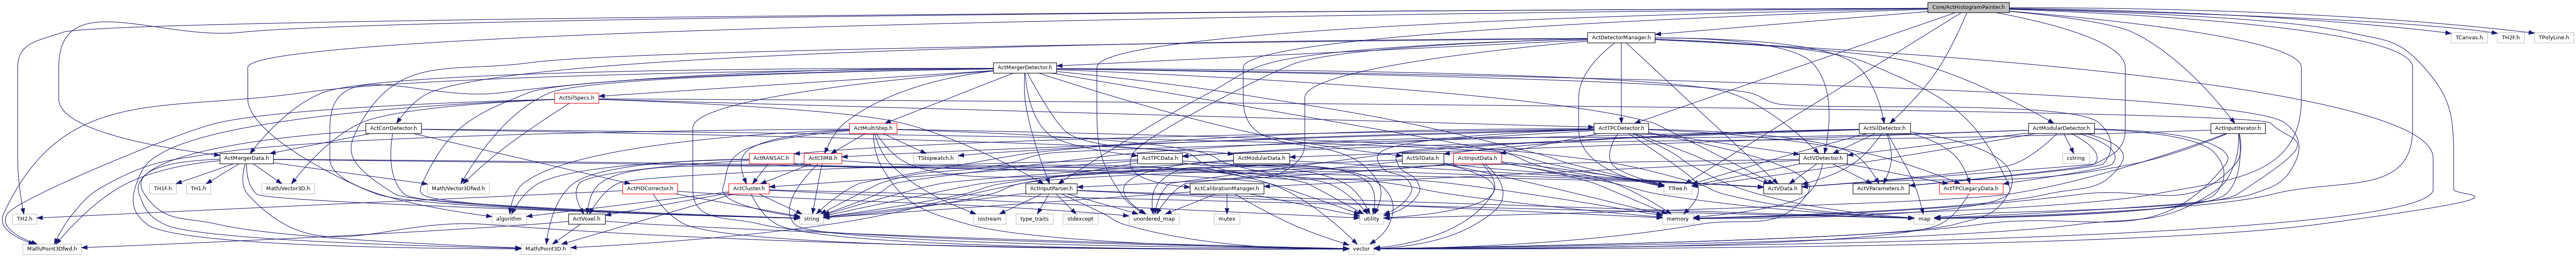 Core/ActHistogramPainter.h
ActDetectorManager.h
TCanvas.h
TH2F.h
TPolyLine.h
ActMergerDetector.h
ActSilSpecs.h
ActCorrDetector.h
ActMultiStep.h
ActTPCDetector.h
ActSilDetector.h
ActModularDetector.h
ActInputIterator.h
ActMergerData.h
ActRANSAC.h
ActClIMB.h
TStopwatch.h
ActTPCData.h
ActModularData.h
ActSilData.h
ActInputData.h
ActVDetector.h
cstring
TH1F.h
TH1.h
Math/Vector3D.h
Math/Vector3Dfwd.h
ActPIDCorrector.h
ActCluster.h
ActInputParser.h
ActCalibrationManager.h
TTree.h
ActVData.h
ActVParameters.h
ActTPCLegacyData.h
TH2.h
algorithm
ActVoxel.h
string
iostream
type_traits
stdexcept
unordered_map
mutex
utility
memory
map
Math/Point3Dfwd.h
Math/Point3D.h
vector